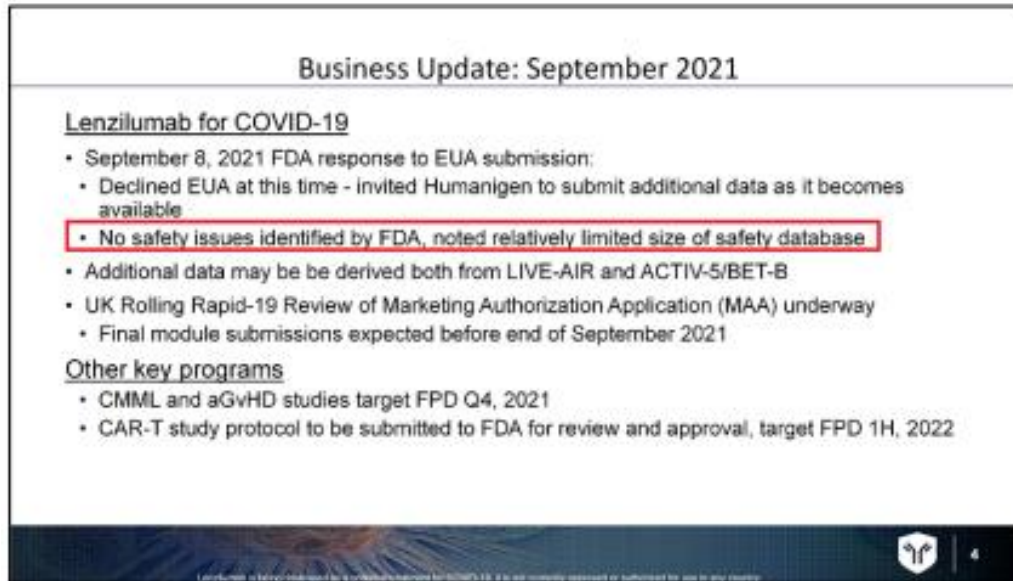 Business Update: September 2021
Lenzilumab for COVID-19
• September 8, 2021 FDA response to EUA submission:
• Declined EUA at this time - invited Humanigen to submit additional data as it becomes
available
• No safety issues identified by FDA, noted relatively limited size of safety database
• Additional data may be be derived both from LIVE-AIR and ACTIV-5/BET-B
• UK Rolling Rapid-19 Review of Marketing Authorization Application (MAA) underway
• Final module submissions expected before end of September 2021
Other key programs
• CMML and aGvHD studies target FPD Q4, 2021
• CAR-T study protocol to be submitted to FDA for review and approval, target FPD 1H, 2022
4